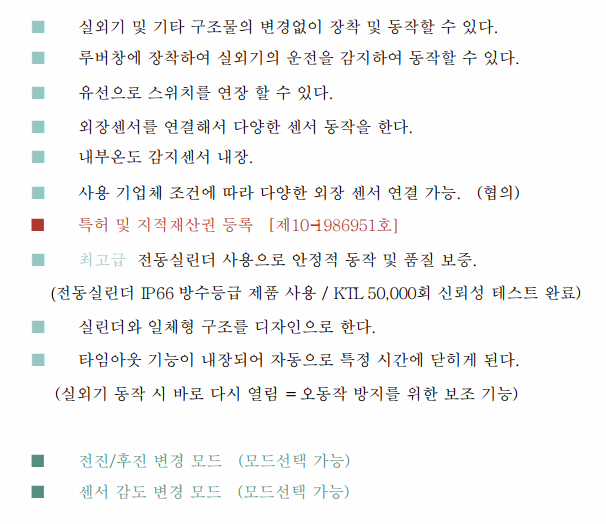 실외기 및 기타 구조물의 변경없이 장착 및 동작할 수 있다.
루버창에 장착하여 실외기의 운전을 감지하여 동작할 수 있다.
유선으로 스위치를 연장 할 수 있다.
외장센서를 연결해서 다양한 센서 동작을 한다.
내부온도 감지센서 내장.
사용 기업체 조건에 따라 다양한 외장 센서 연결 가능. (협의)
특허 및 지적재산권 등록 [제10-1986951호]
최고급 전동실린더 사용으로 안정적 동작 및 품질 보증.
(전동실린더 IP66 방수등급 제품 사용 / KTL 50,000회 신뢰성 테스트 완료)
실린더와 일체형 구조를 디자인으로 한다.
타임아웃 기능이 내장되어 자동으로 특정 시간에 닫히게 된다.
(실외기 동작 시 바로 다시 열림 = 오동작 방지를 위한 보조 기능)
전진/후진 변경 모드 (모드선택 가능)
센서 감도 변경 모드 (모드선택 가능)